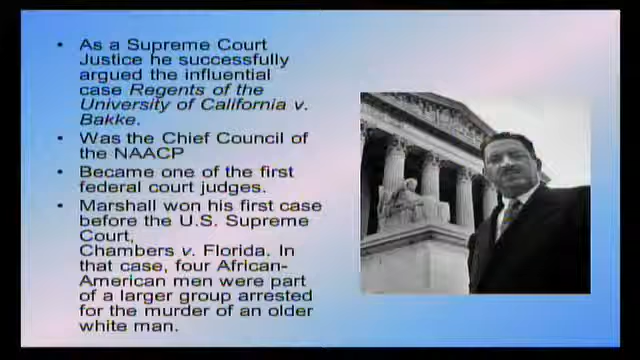 • As a Supreme Court
Justice he successfully
argued the influential
case Regents of the
University of California v.
Bakke.
• Was the Chief Council of
the NAACP
• Became one of the first
federal court judges.
• Marshall won his first case
before the U.S. Supreme
Court,
Chambers v. Florida. In
that case, four African-
American men were part
of a larger group arrested
for the murder of an older
white man.